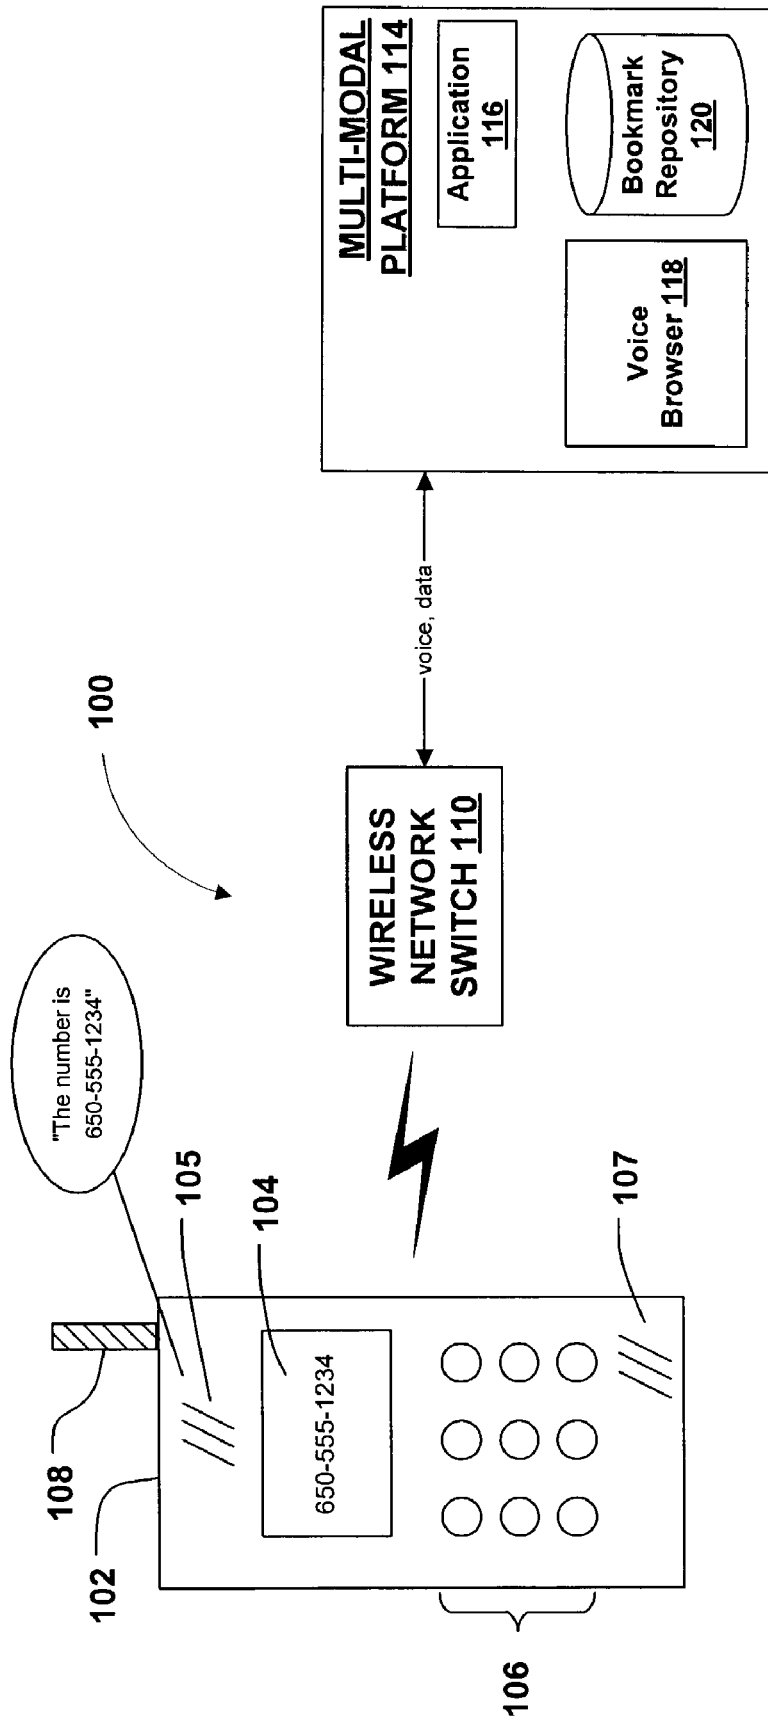 108
102
106
"The number is
650-555-1234"
105
104
650-555-1234
107
100
WIRELESS
NETWORK
SWITCH 110
voice, data
MULTI-MODAL
PLATFORM 114
Application
116
Voice
Browser 118
Bookmark
Repository
120